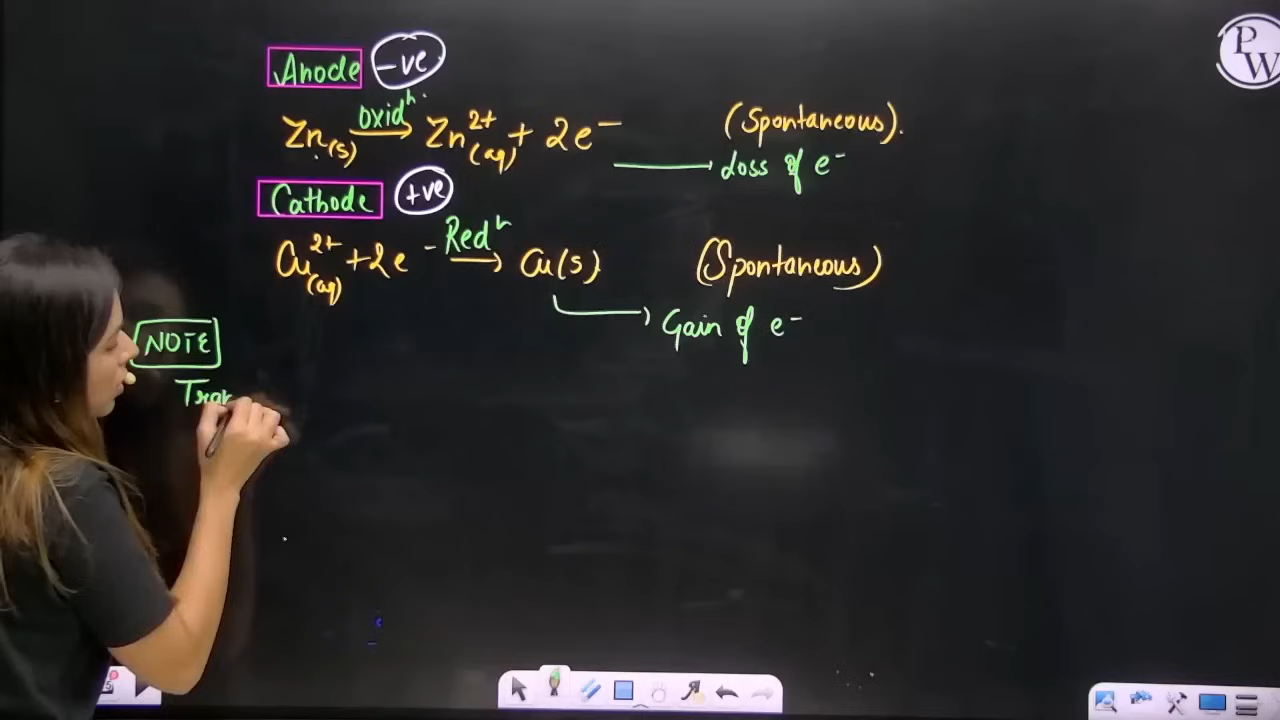 Anode -ve
Zn(s) Oxidⁿ → Zn²⁺(aq) + 2e⁻ (Spontaneous).
→ Loss of e⁻
Cathode +ve
Cu²⁺(aq) + 2e⁻ Redⁿ → Cu(s) (Spontaneous)
→ Gain of e⁻
NOTE
Tran
PW